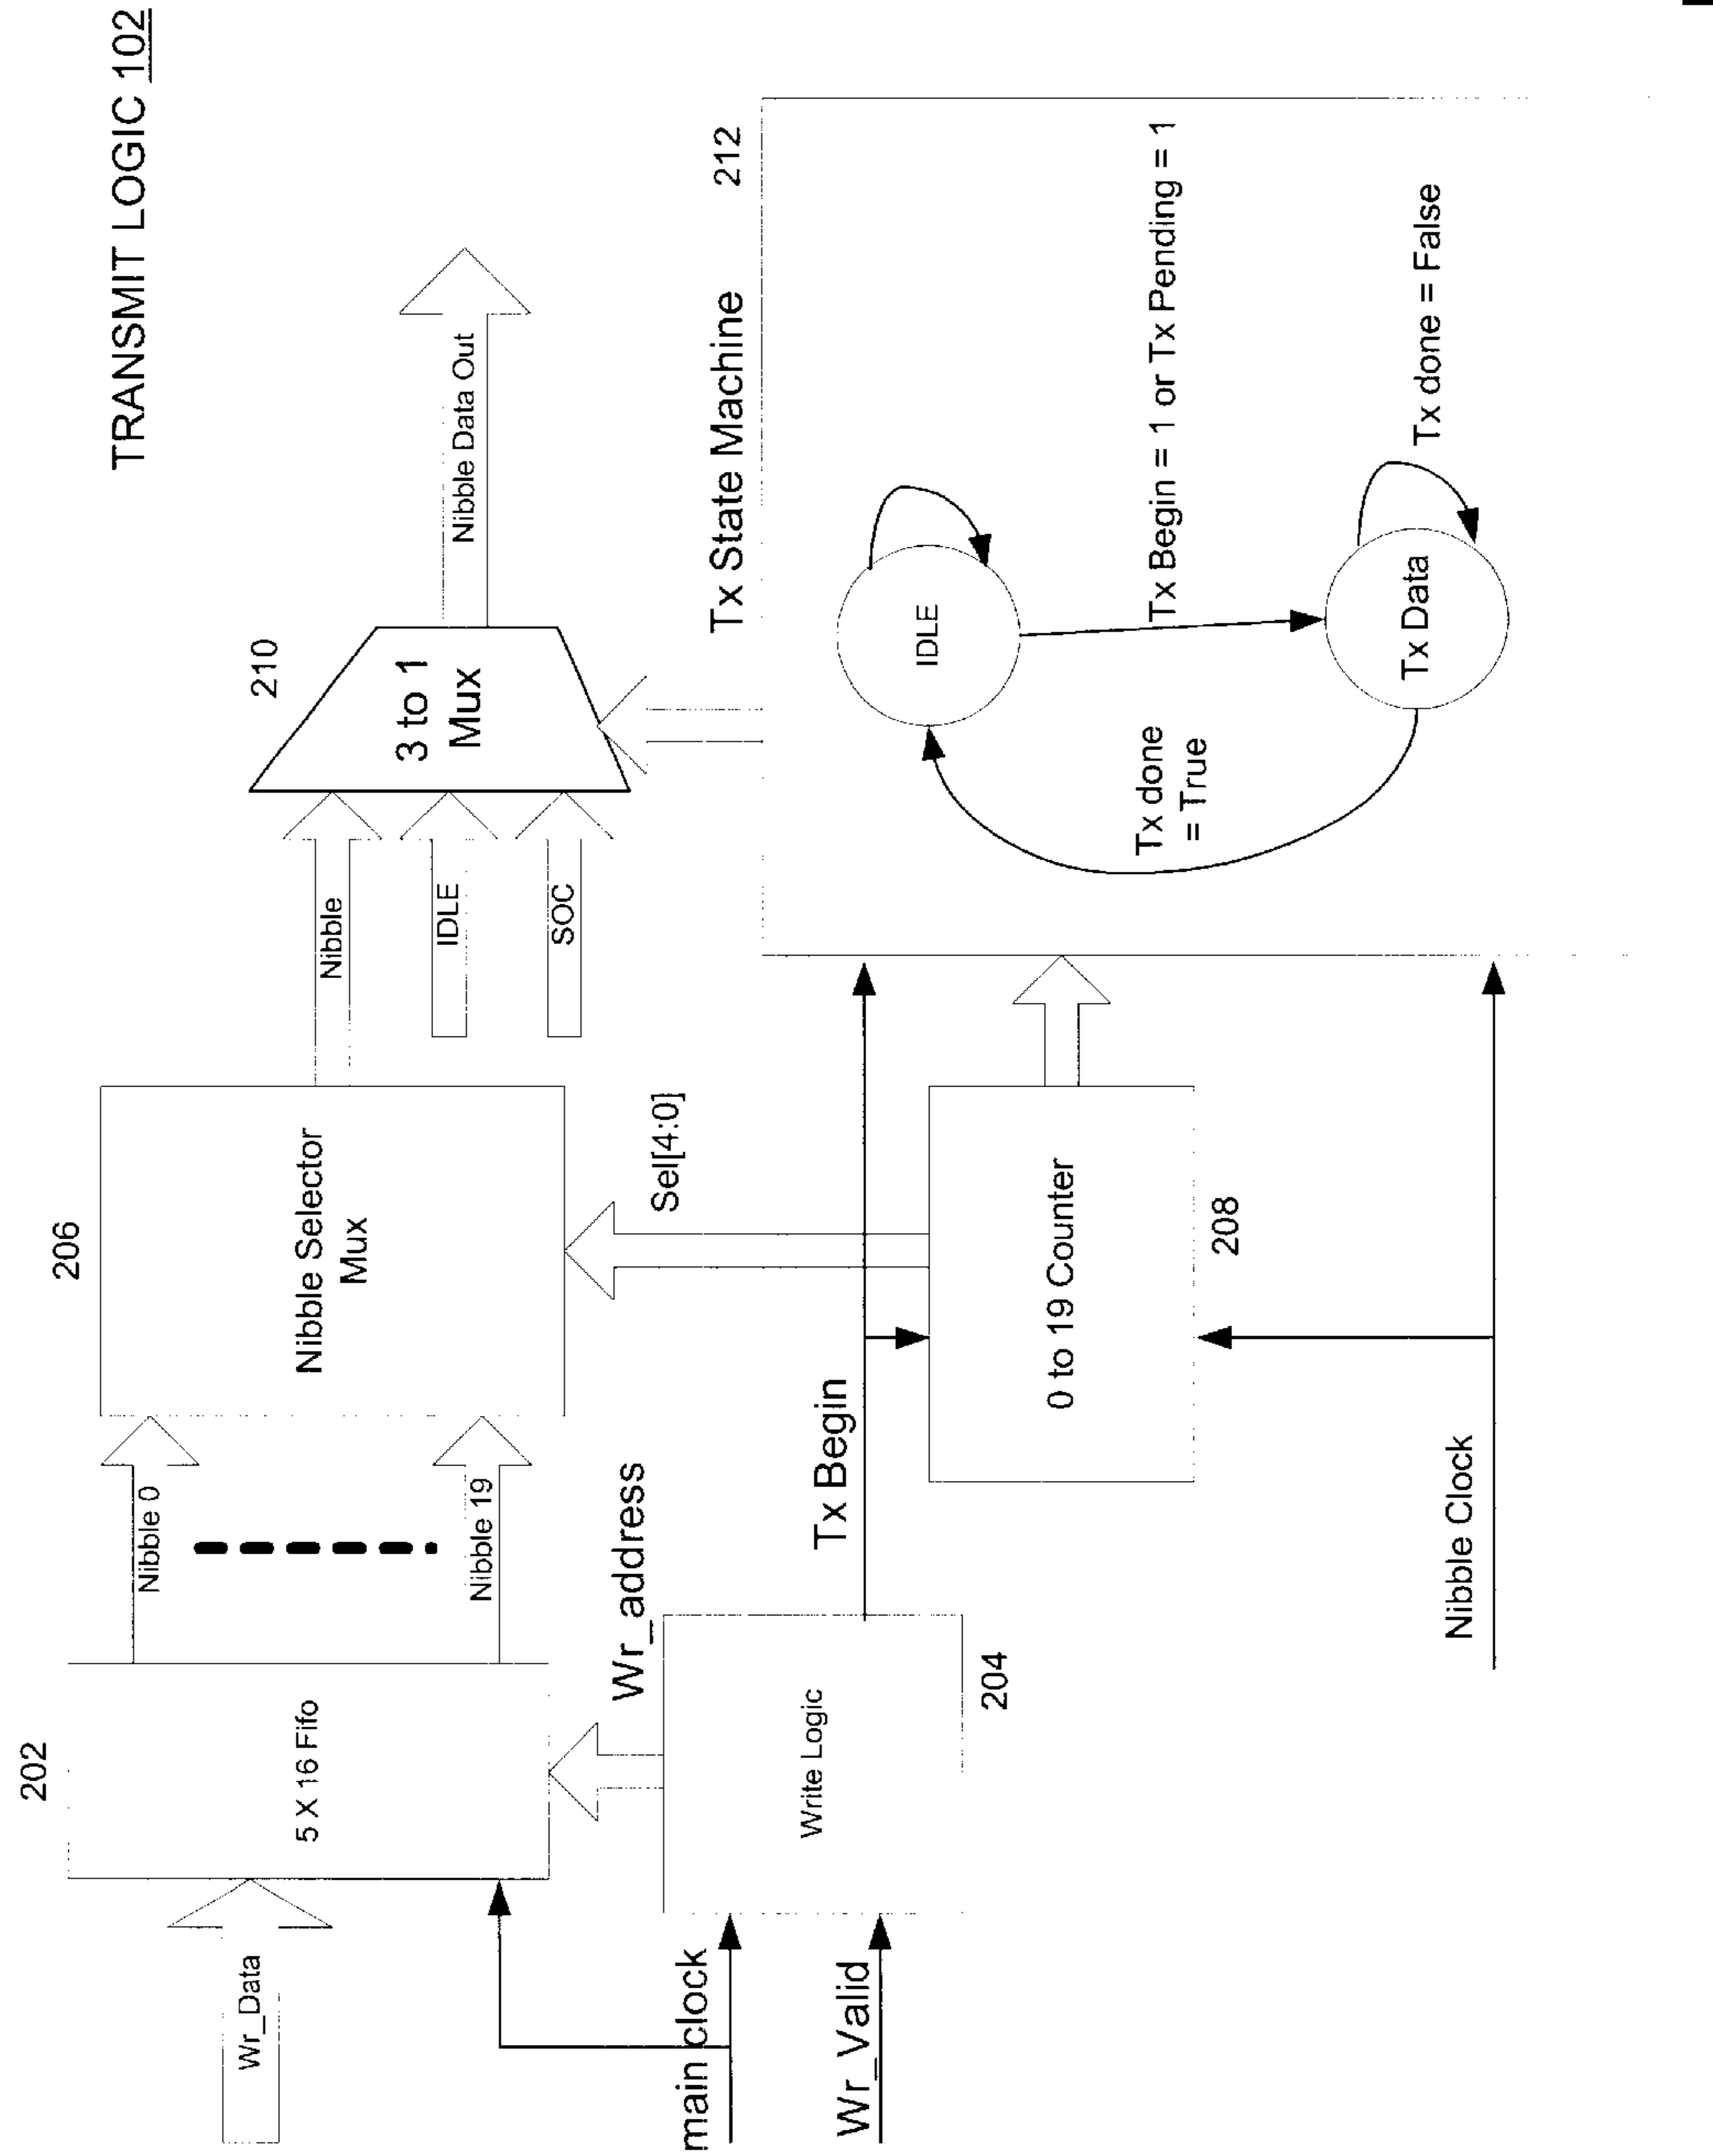 TRANSMIT LOGIC 102
202
5 X 16 Fifo
Wr_Data
Nibble 0
Nibble 19
206
Nibble Selector
Mux
Nibble
IDLE
SOC
210
3 to 1
Mux
Nibble Data Out
main clock
Wr_Valid
Wr_address
Write Logic
204
Tx Begin
Sel[4:0]
0 to 19 Counter
208
Nibble Clock
Tx State Machine
212
IDLE
Tx Begin = 1 or Tx Pending = 1
Tx done
= True
Tx Data
Tx done = False